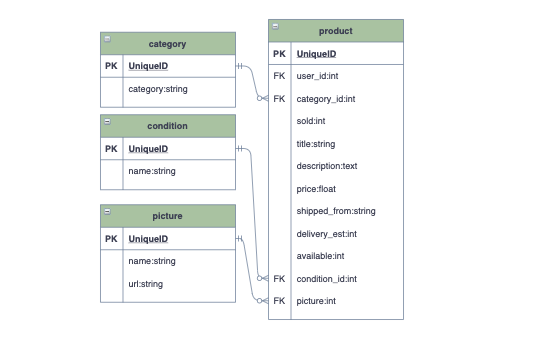 category
PK UniqueID
category:string
condition
PK UniqueID
name:string
picture
PK UniqueID
name:string
url:string
product
PK UniqueID
FK user_id:int
FK category_id:int
sold:int
title:string
description:text
price:float
shipped_from:string
delivery_est:int
available:int
FK condition_id:int
FK picture:int